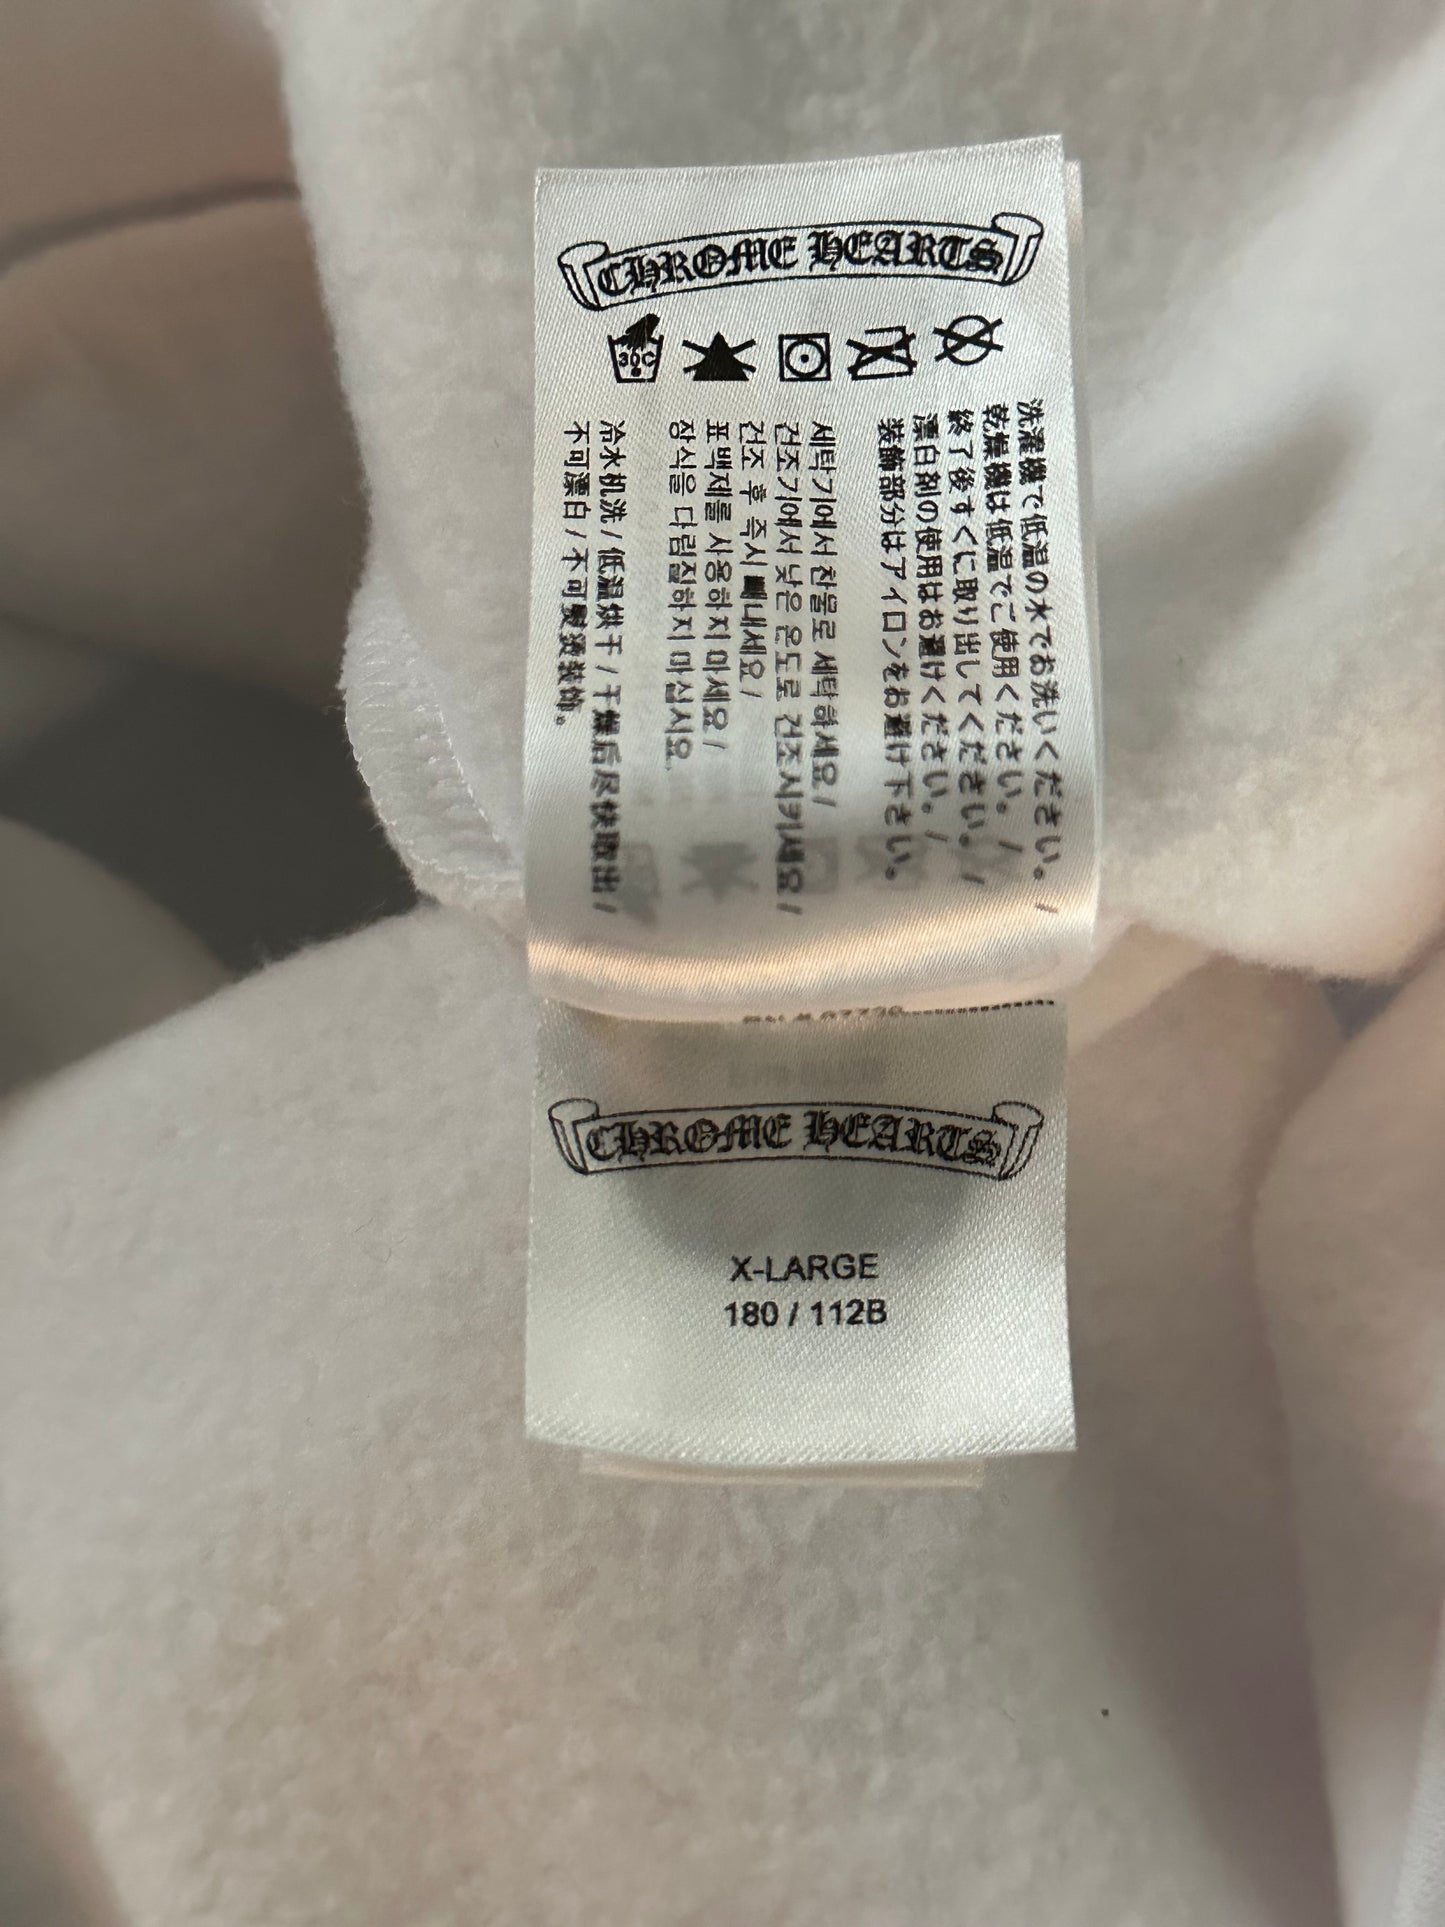 CHROME HEARTS
30C
洗濯機で低温の水でお洗いください。 /
乾燥機は低温でご使用ください。 /
終了後すぐに取り出してください。 /
漂白剤の使用はお避けください。 /
装飾部分はアイロンをお避け下さい。
세탁기에서 찬물로 세탁하세요 /
건조기에서 낮은 온도로 건조시키세요 /
건조 후 즉시 빼내세요 /
표백제를 사용하지 마세요 /
장식을 다림질하지 마십시요.
冷水机洗 / 低温烘干 / 干燥后尽快取出 /
不可漂白 / 不可熨烫装饰。
CHROME HEARTS
X-LARGE
180 / 112B